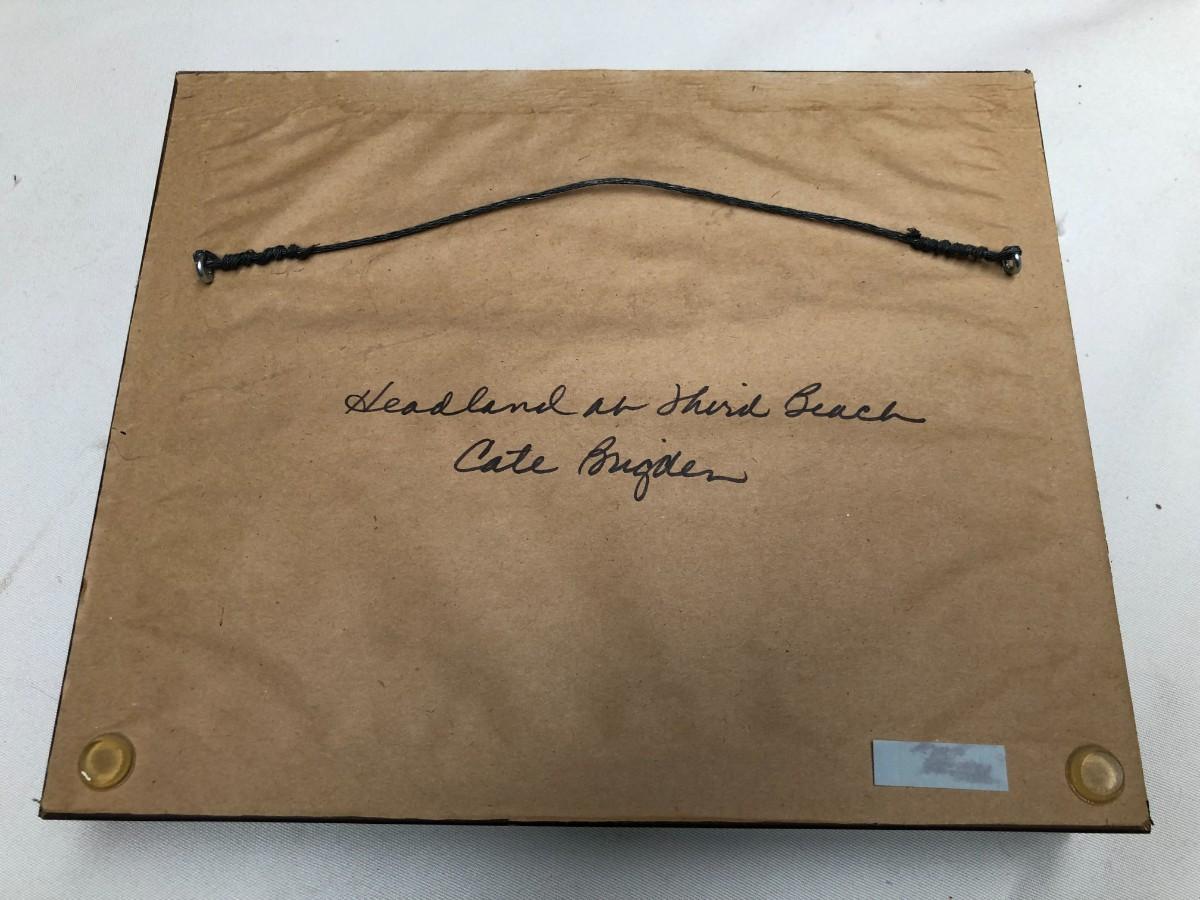 Headland at Third Beach
Cate Brigden